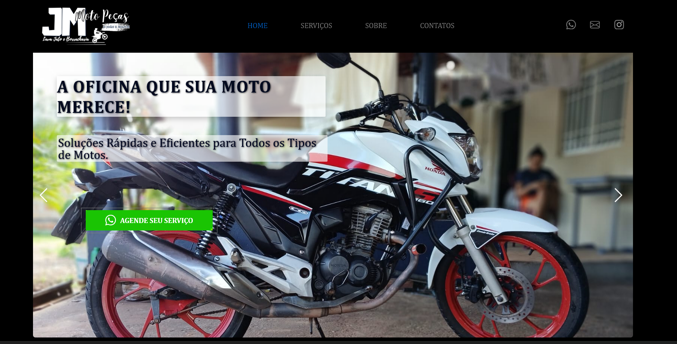 JM Moto Peças
HOME SERVIÇOS SOBRE CONTATOS
A OFICINA QUE SUA MOTO
MERECE!
Soluções Rápidas e Eficientes para Todos os Tipos
de Motos.
AGENDE SEU SERVIÇO
HONDA
TITAN
160